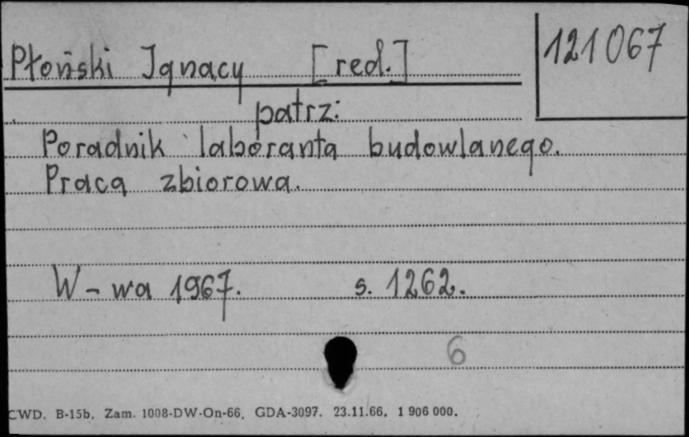 Płoński Ignacy [red.]
121067
patrz:
Poradnik laboranta budowlanego.
Praca zbiorowa.
W-wa 1967. s. 1262.
6
CWD. B-15b. Zam. 1008-DW-On-66. GDA-3097. 23.11.66. 1 906 000.